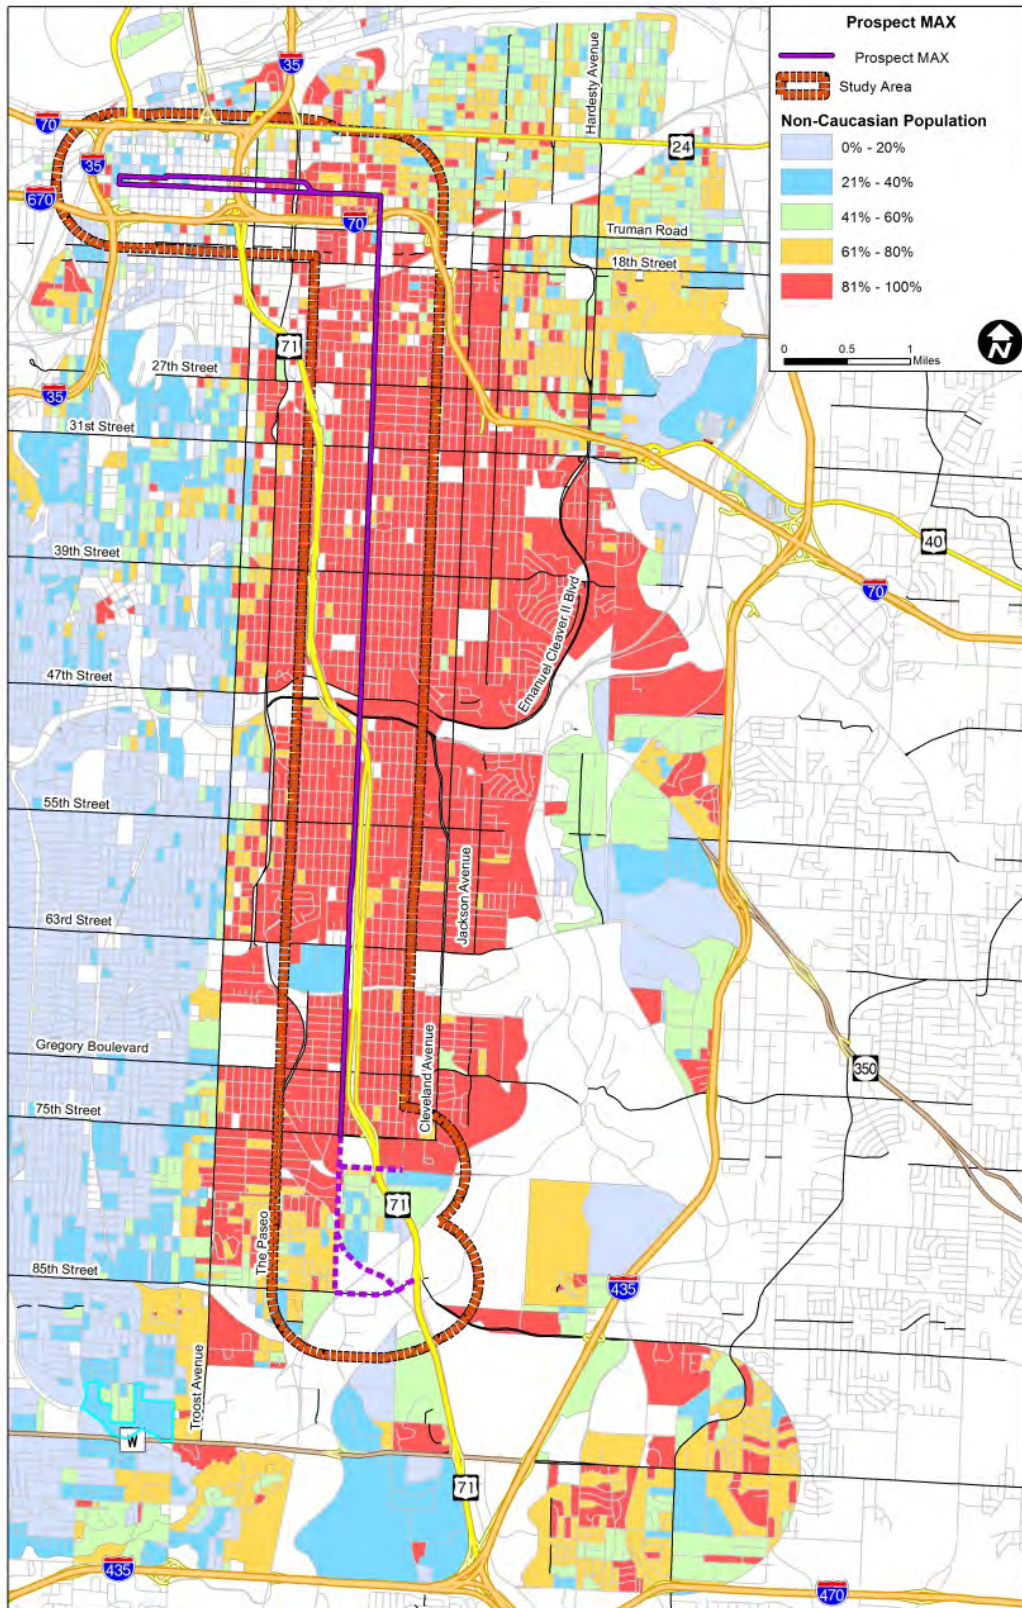 Prospect MAX
Prospect MAX
Study Area
Non-Caucasian Population
0% - 20%
21% - 40%
41% - 60%
61% - 80%
81% - 100%
N
0 0.5 1
Miles
35
Hardesty Avenue
70
24
35
670
70
Truman Road
18th Street
71
27th Street
35
31st Street
40
39th Street
70
Emanuel Cleaver II Blvd
47th Street
55th Street
Jackson Avenue
63rd Street
Cleveland Avenue
Gregory Boulevard
350
75th Street
71
The Paseo
85th Street
435
Troost Avenue
W
71
435
470